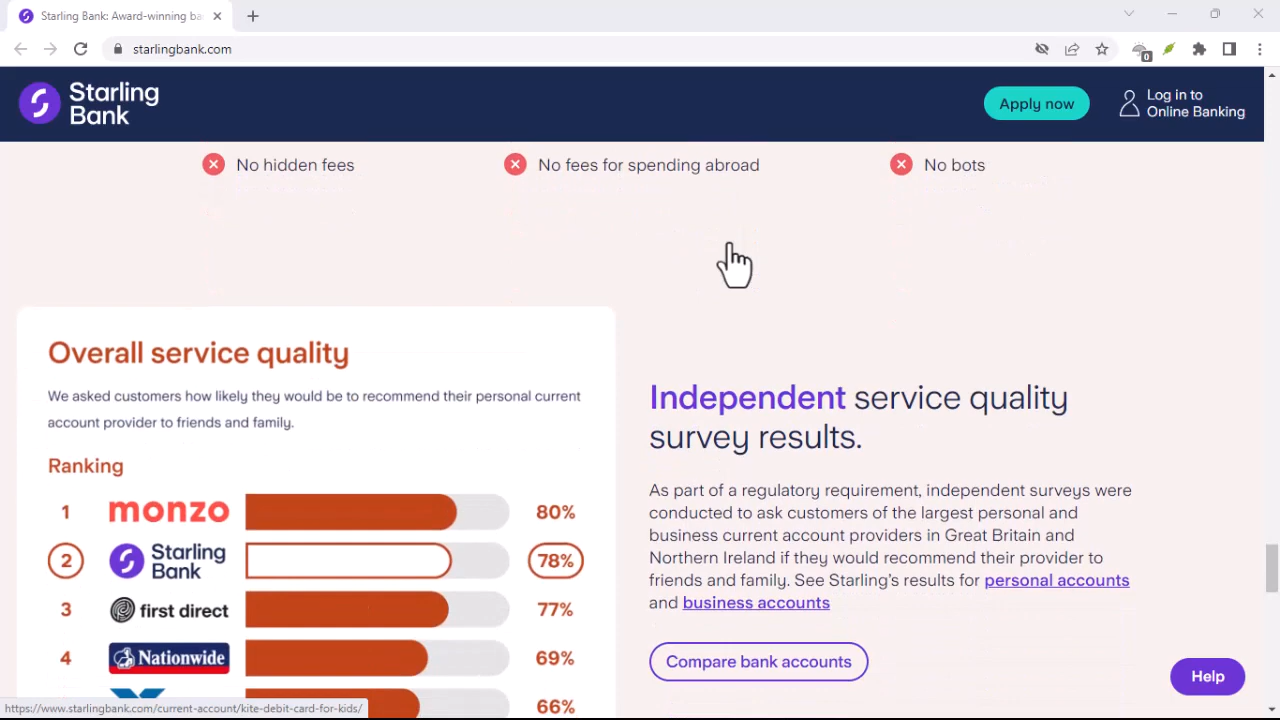 Starling Bank: Award-winning ba
starlingbank.com
0
Starling
Bank
Apply now
Log in to
Online Banking
No hidden fees
No fees for spending abroad
No bots
Overall service quality
We asked customers how likely they would be to recommend their personal current
account provider to friends and family.
Ranking
1 monzo 80%
2 Starling Bank 78%
3 first direct 77%
4 Nationwide 69%
66%
Independent service quality
survey results.
As part of a regulatory requirement, independent surveys were
conducted to ask customers of the largest personal and
business current account providers in Great Britain and
Northern Ireland if they would recommend their provider to
friends and family. See Starling's results for personal accounts
and business accounts
Compare bank accounts
Help
https://www.starlingbank.com/current-account/kite-debit-card-for-kids/